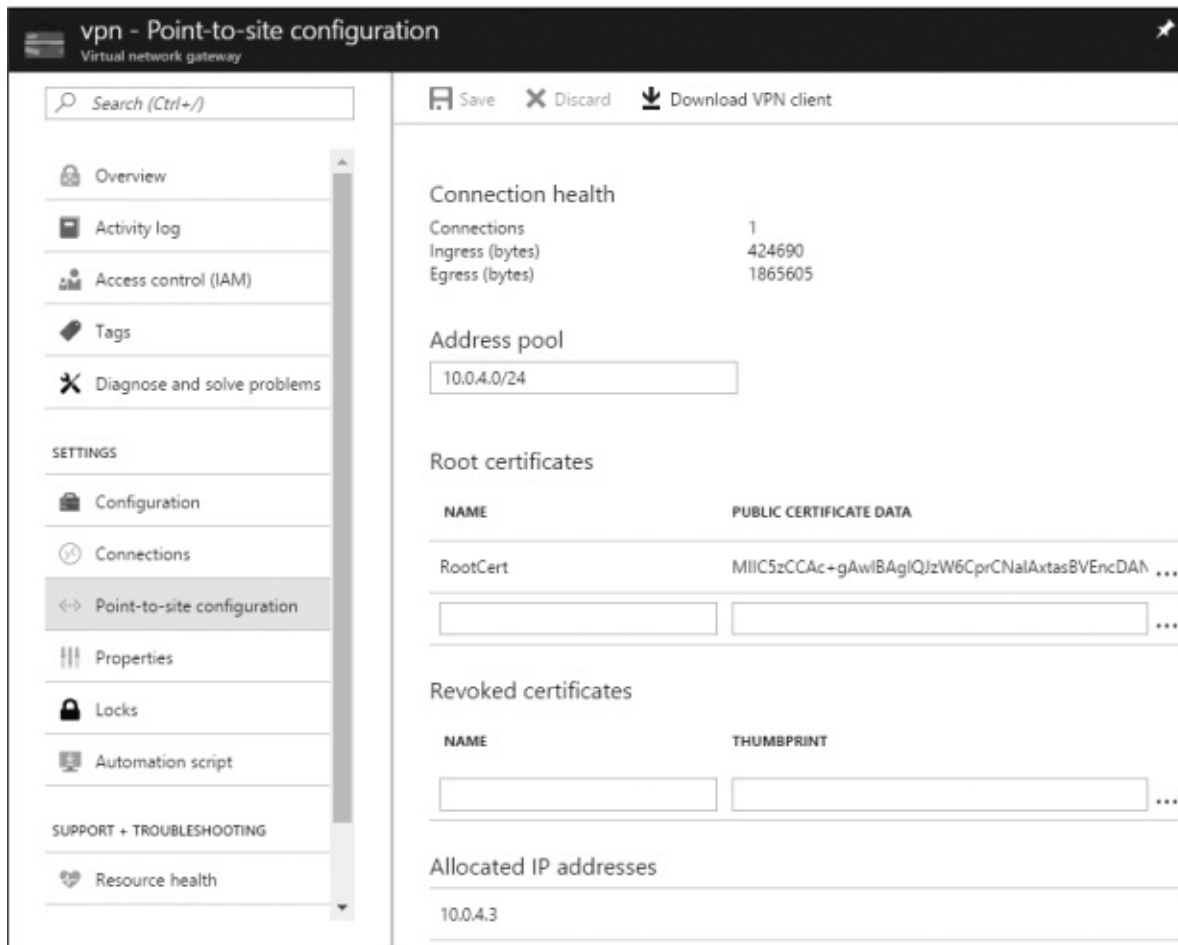 vpn - Point-to-site configuration
Virtual network gateway
Search (Ctrl+/)
Overview
Activity log
Access control (IAM)
Tags
Diagnose and solve problems
SETTINGS
Configuration
Connections
Point-to-site configuration
Properties
Locks
Automation script
SUPPORT + TROUBLESHOOTING
Resource health
Save Discard Download VPN client
Connection health
Connections 1
Ingress (bytes) 424690
Egress (bytes) 1865605
Address pool
10.0.4.0/24
Root certificates
NAME PUBLIC CERTIFICATE DATA
RootCert ...
...
Revoked certificates
NAME THUMBPRINT
...
Allocated IP addresses
10.0.4.3